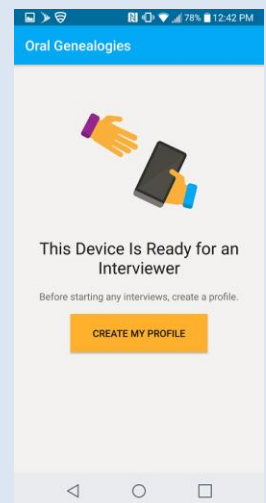 78% 12:42 PM
Oral Genealogies
This Device Is Ready for an
Interviewer
Before starting any interviews, create a profile.
CREATE MY PROFILE